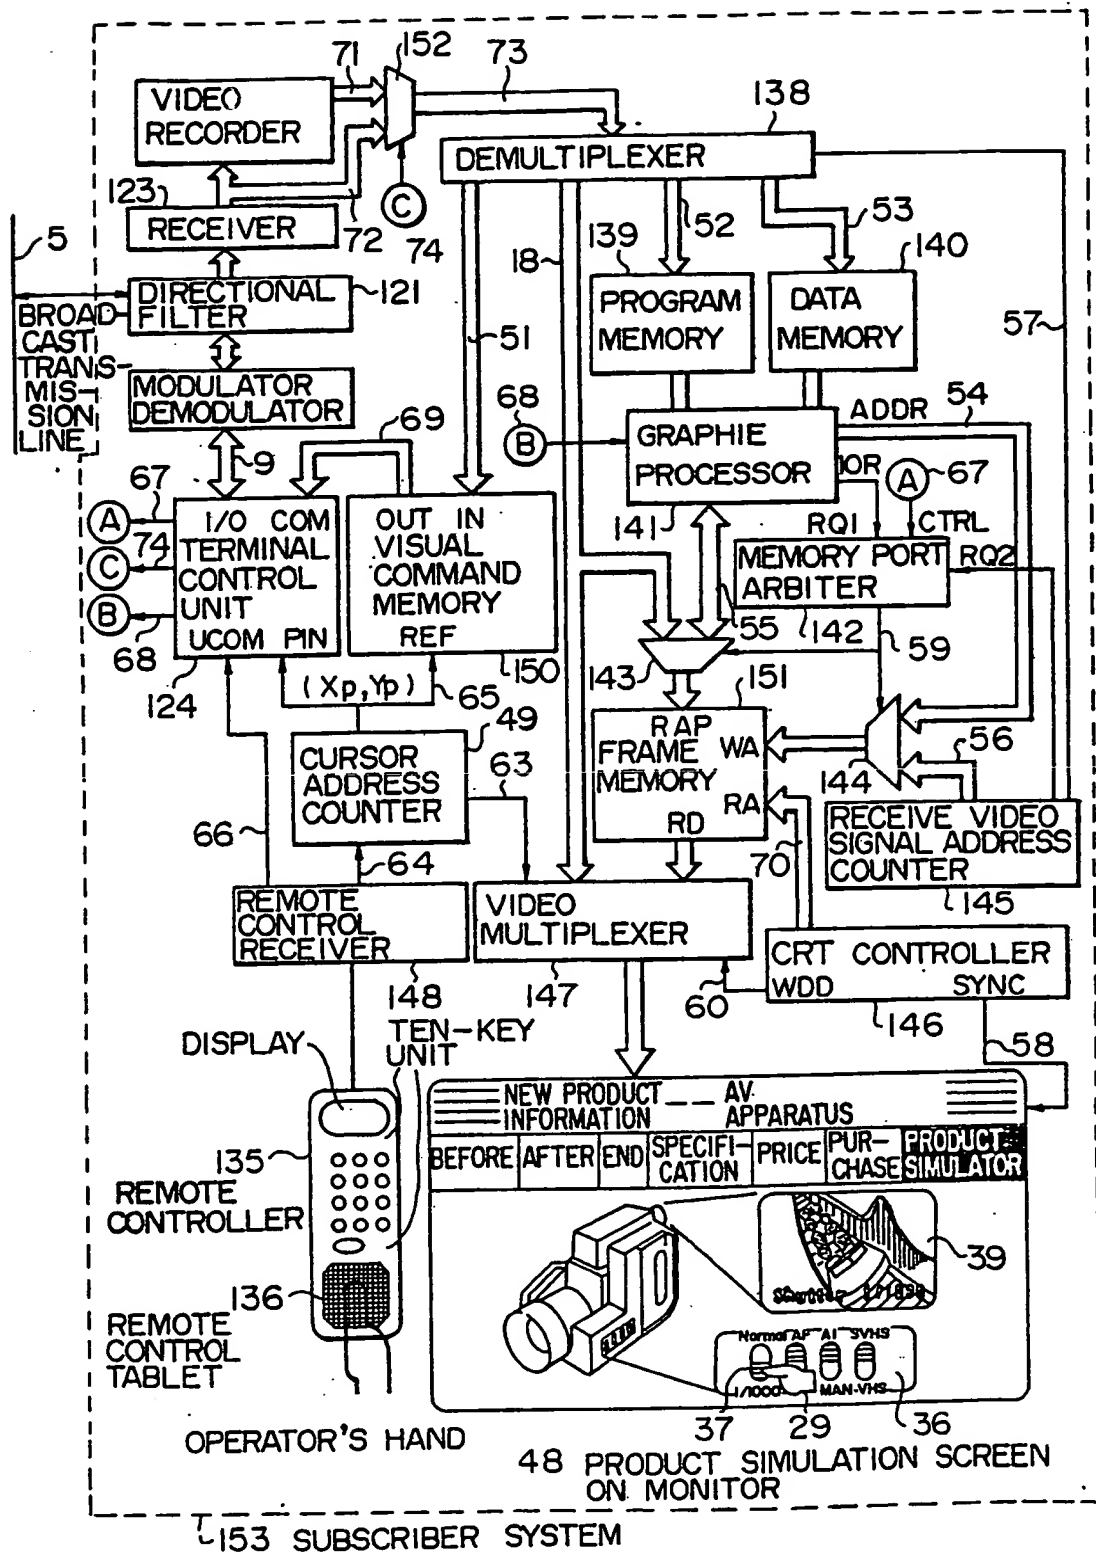 71
152
73
138
VIDEO
RECORDER
DEMULTIPLEXER
123
C
52
53
RECEIVER
72
74
139
140
5
18
DIRECTIONAL
FILTER
121
PROGRAM
MEMORY
DATA
MEMORY
57
BROAD
CAST
TRANS-
MIS-
SION
LINE
51
MODULATOR
DEMODULATOR
68
ADDR
54
69
B
GRAPHIE
PROCESSOR
IOR
A
67
9
67
141
RQ1
CTRL
A
I/O COM
OUT IN
74
TERMINAL
CONTROL
UNIT
VISUAL
COMMAND
MEMORY
MEMORY PORT
ARBITER
RQ2
C
B
UCOM PIN
REF
55
142
59
68
143
124
(Xp,Yp)
65
150
151
49
RAP
FRAME
MEMORY
WA
56
CURSOR
ADDRESS
COUNTER
63
144
RA
RECEIVE VIDEO
SIGNAL ADDRESS
COUNTER
66
RD
70
64
REMOTE
CONTROL
RECEIVER
VIDEO
MULTIPLEXER
145
CRT CONTROLLER
WDD
SYNC
148
147
60
146
TEN-KEY
UNIT
DISPLAY
58
NEW PRODUCT__ AV
INFORMATION APPARATUS
135
BEFORE
AFTER
END
SPECIFI-
CATION
PRICE
PUR-
CHASE
PRODUCT
SIMULATOR
REMOTE
CONTROLLER
39
136
Shutter 1/1000
REMOTE
CONTROL
TABLET
Normal AF AI SVHS
1/1000 MAN-VHS
37
29
36
OPERATOR'S HAND
48 PRODUCT SIMULATION SCREEN
ON MONITOR
153 SUBSCRIBER SYSTEM